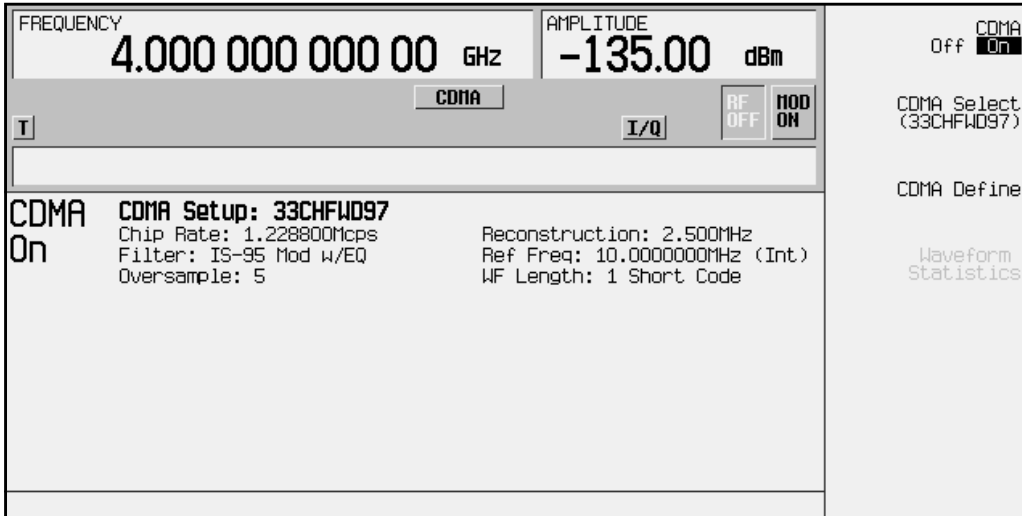 FREQUENCY
4.000 000 000 00 GHz
AMPLITUDE
-135.00 dBm
CDMA
T
I/Q
RF OFF
MOD ON
CDMA
Off On
CDMA Select
(33CHFWD97)
CDMA Define
Waveform
Statistics
CDMA
On
CDMA Setup: 33CHFWD97
Chip Rate: 1.228800Mcps
Filter: IS-95 Mod w/EQ
Oversample: 5
Reconstruction: 2.500MHz
Ref Freq: 10.0000000MHz (Int)
WF Length: 1 Short Code